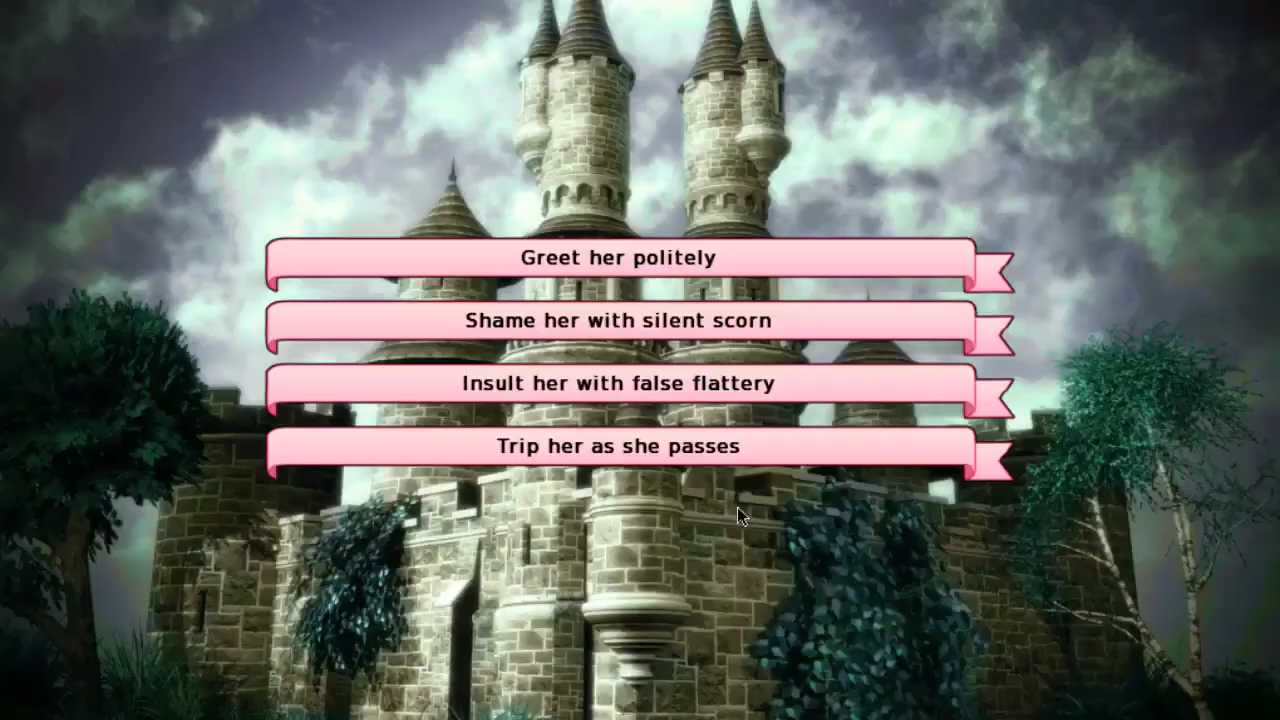 Greet her politely
Shame her with silent scorn
Insult her with false flattery
Trip her as she passes